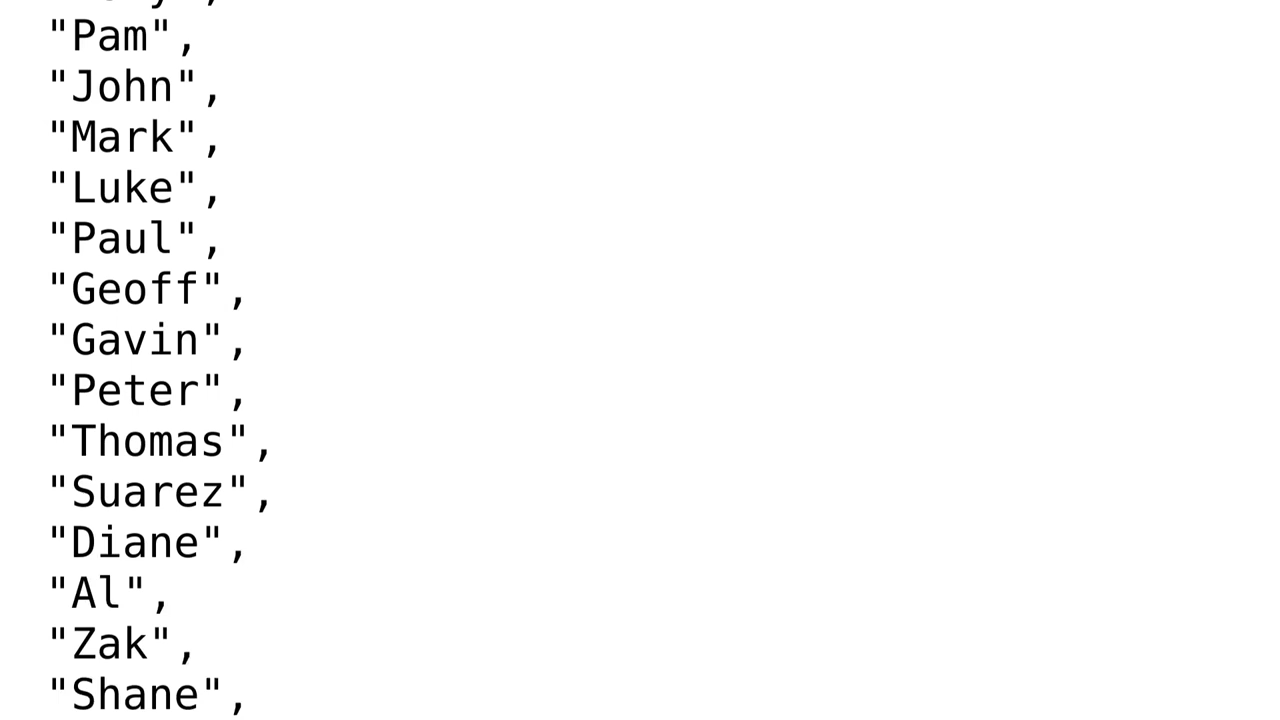 "Pam",
"John",
"Mark",
"Luke",
"Paul",
"Geoff",
"Gavin",
"Peter",
"Thomas",
"Suarez",
"Diane",
"Al",
"Zak",
"Shane",